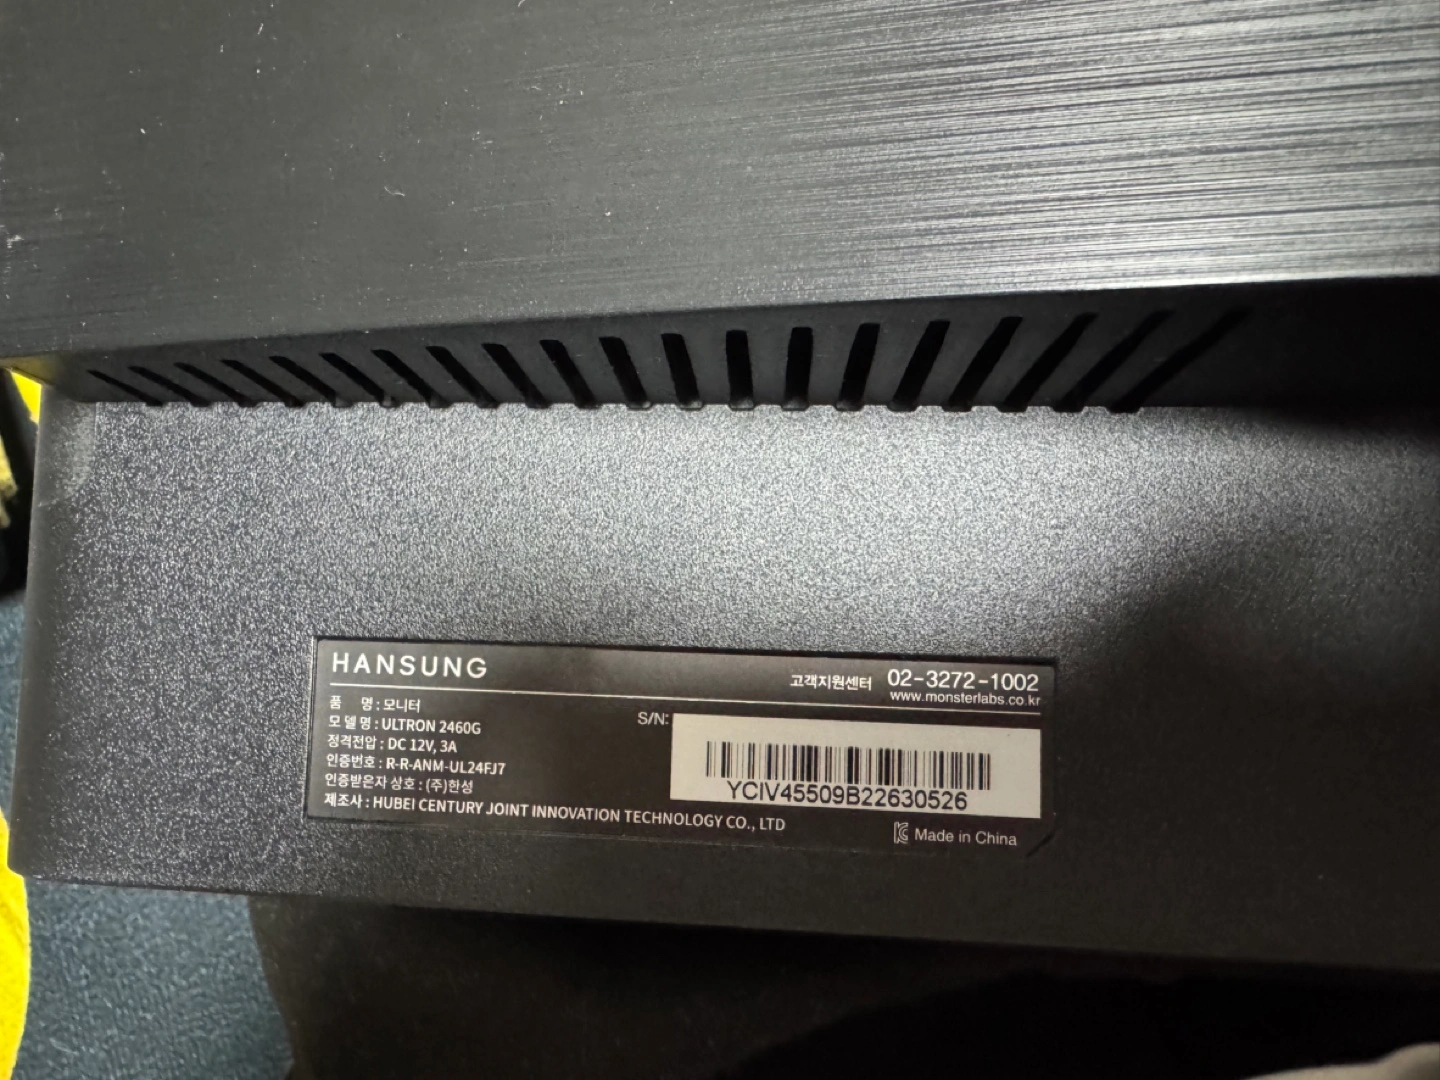 HANSUNG
고객지원센터 02-3272-1002
www.monsterlabs.co.kr
품 명 : 모니터
모 델 명 : ULTRON 2460G
정격전압 : DC 12V, 3A
인증번호 : R-R-ANM-UL24FJ7
인증받은자 상호 : (주)한성
제조사 : HUBEI CENTURY JOINT INNOVATION TECHNOLOGY CO., LTD
S/N:
YCIV45509B22630526
Made in China